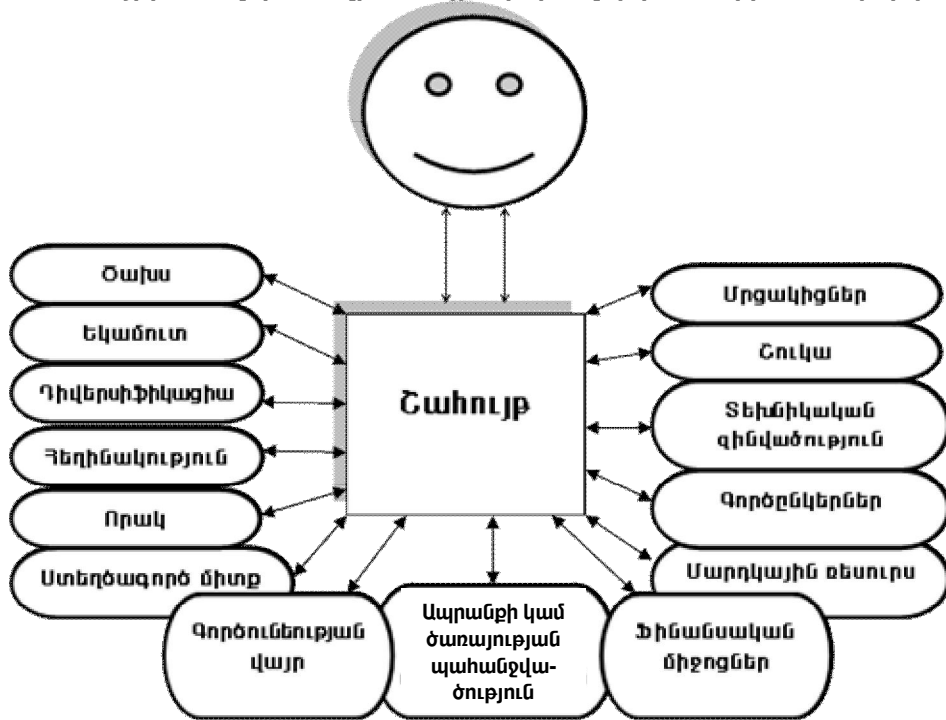 Ծախս
Եկամուտ
Դիվերսիֆիկացիա
Հեղինակություն
Որակ
Ստեղծագործ միտք
Շահույթ
Մրցակիցներ
Շուկա
Տեխնիկական
զինվածություն
Գործընկերներ
Մարդկային ռեսուրս
Գործունեության
վայր
Ապրանքի կամ
ծառայության
պահանջվա-
ծություն
Ֆինանսական
միջոցներ